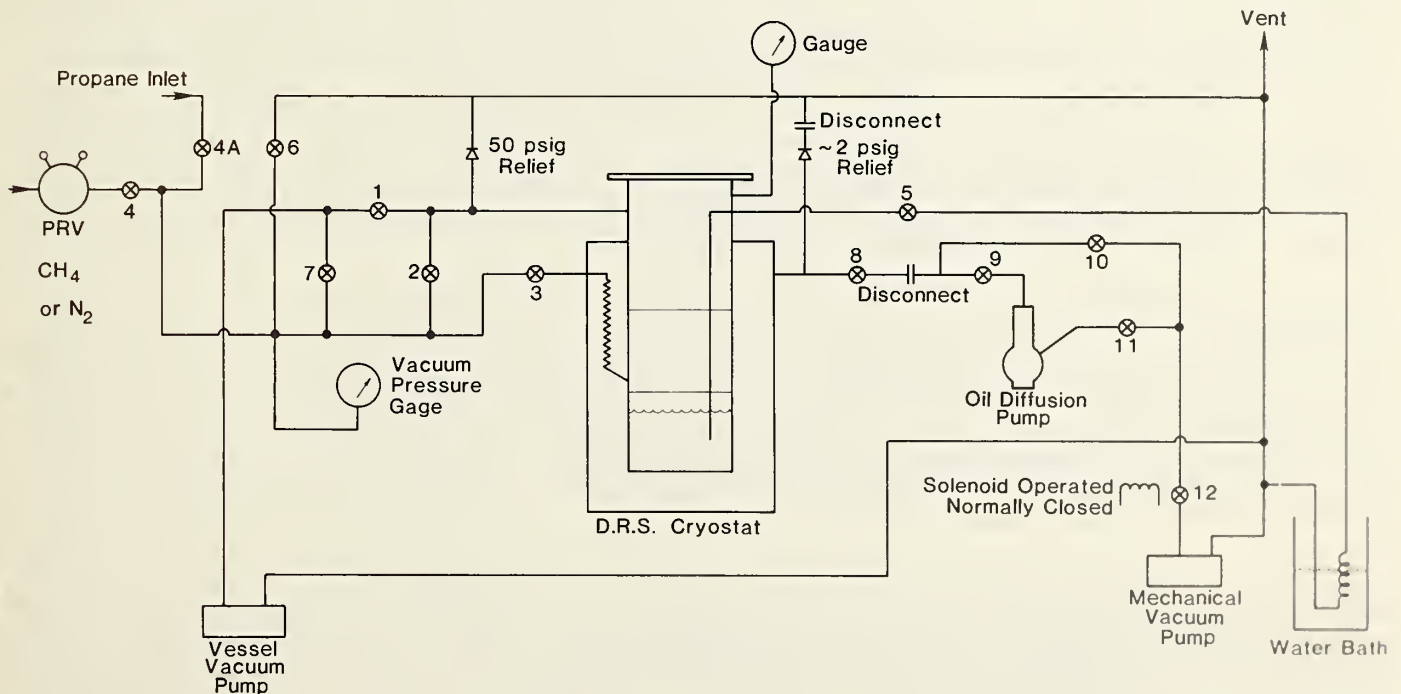 Vent
Gauge
Propane Inlet
4A
6
50 psig
Relief
Disconnect
~2 psig
Relief
4
PRV
1
5
CH4
or N2
7
2
3
8
Disconnect
9
10
11
Vacuum
Pressure
Gage
Oil Diffusion
Pump
D.R.S. Cryostat
Solenoid Operated
Normally Closed
12
Vessel
Vacuum
Pump
Mechanical
Vacuum
Pump
Water Bath